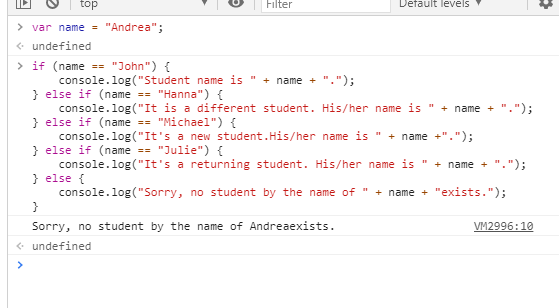 top
Filter
Default levels
var name = "Andrea";
undefined
if (name == "John") {
console.log("Student name is " + name + ".");
} else if (name == "Hanna") {
console.log("It is a different student. His/her name is " + name + ".");
} else if (name == "Michael") {
console.log("It's a new student.His/her name is " + name +".");
} else if (name == "Julie") {
console.log("It's a returning student. His/her name is " + name + ".");
} else {
console.log("Sorry, no student by the name of " + name + "exists.");
}
Sorry, no student by the name of Andreaexists. VM2996:10
undefined